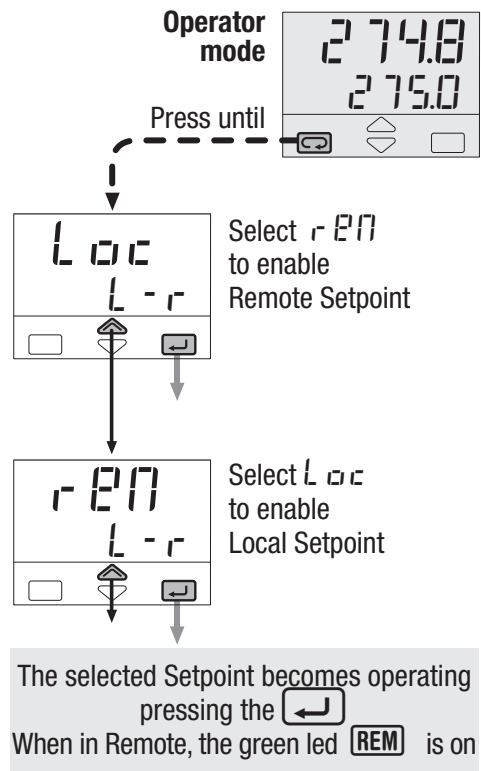 Operator
mode
274.8
275.0
Press until
Loc
L-r
Select rEM
to enable
Remote Setpoint
rEM
L-r
Select Loc
to enable
Local Setpoint
The selected Setpoint becomes operating
pressing the
When in Remote, the green led REM is on